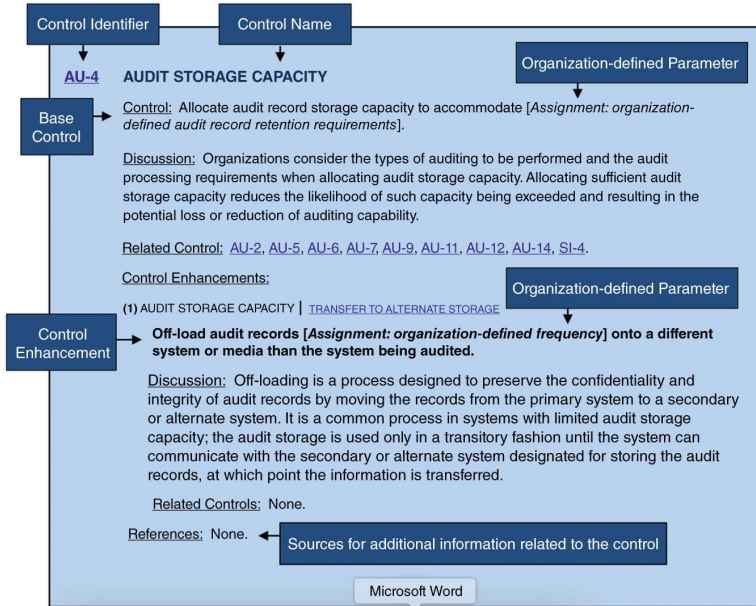 Control Identifier
Control Name
Organization-defined Parameter
AU-4 AUDIT STORAGE CAPACITY
Base
Control
Control: Allocate audit record storage capacity to accommodate [Assignment: organization-
defined audit record retention requirements].
Discussion: Organizations consider the types of auditing to be performed and the audit
processing requirements when allocating audit storage capacity. Allocating sufficient audit
storage capacity reduces the likelihood of such capacity being exceeded and resulting in the
potential loss or reduction of auditing capability.
Related Control: AU-2, AU-5, AU-6, AU-7, AU-9, AU-11, AU-12, AU-14, SI-4.
Control Enhancements:
Organization-defined Parameter
(1) AUDIT STORAGE CAPACITY | TRANSFER TO ALTERNATE STORAGE
Control
Enhancement
Off-load audit records [Assignment: organization-defined frequency] onto a different
system or media than the system being audited.
Discussion: Off-loading is a process designed to preserve the confidentiality and
integrity of audit records by moving the records from the primary system to a secondary
or alternate system. It is a common process in systems with limited audit storage
capacity; the audit storage is used only in a transitory fashion until the system can
communicate with the secondary or alternate system designated for storing the audit
records, at which point the information is transferred.
Related Controls: None.
References: None.
Sources for additional information related to the control
Microsoft Word